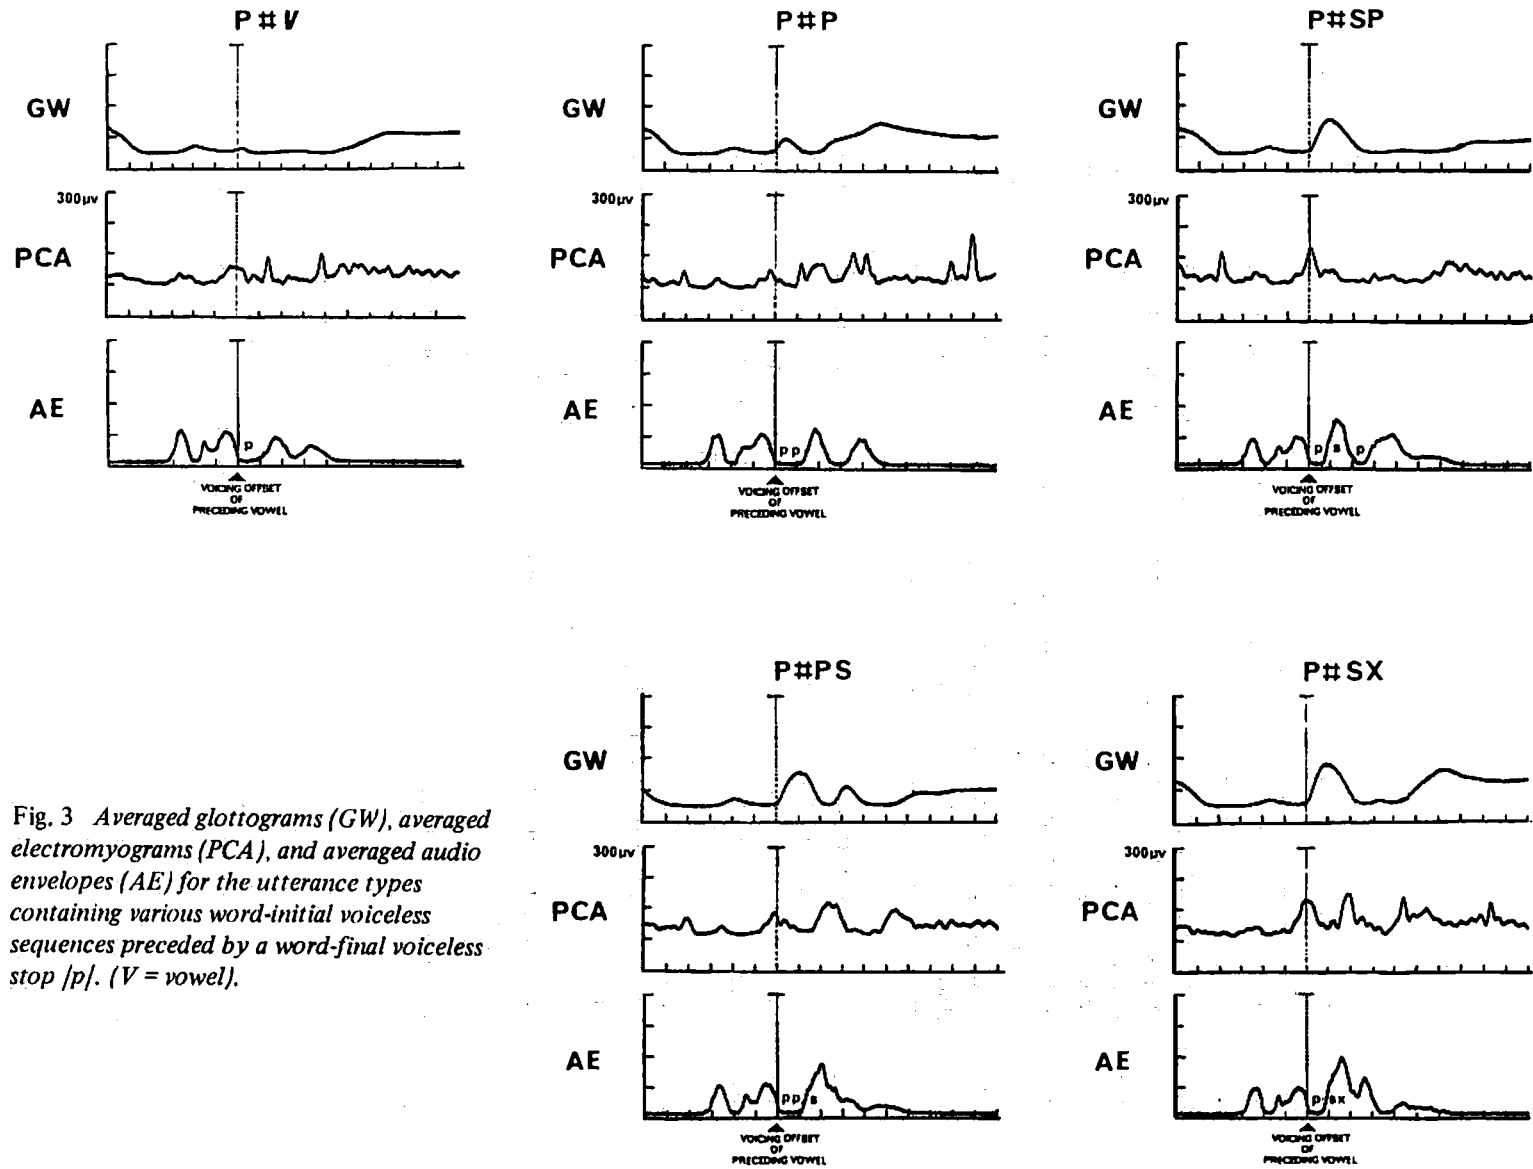 P#V
GW
300μv
PCA
AE
p
VOICING OFFSET
OF
PRECEDING VOWEL
P#P
GW
300μv
PCA
AE
pp
VOICING OFFSET
OF
PRECEDING VOWEL
P#SP
GW
300μv
PCA
AE
p s p
VOICING OFFSET
OF
PRECEDING VOWEL
P#PS
GW
300μv
PCA
AE
pp s
VOICING OFFSET
OF
PRECEDING VOWEL
P#SX
GW
300μv
PCA
AE
p sx
VOICING OFFSET
OF
PRECEDING VOWEL
Fig. 3 Averaged glottograms (GW), averaged
electromyograms (PCA), and averaged audio
envelopes (AE) for the utterance types
containing various word-initial voiceless
sequences preceded by a word-final voiceless
stop /p/. (V = vowel).